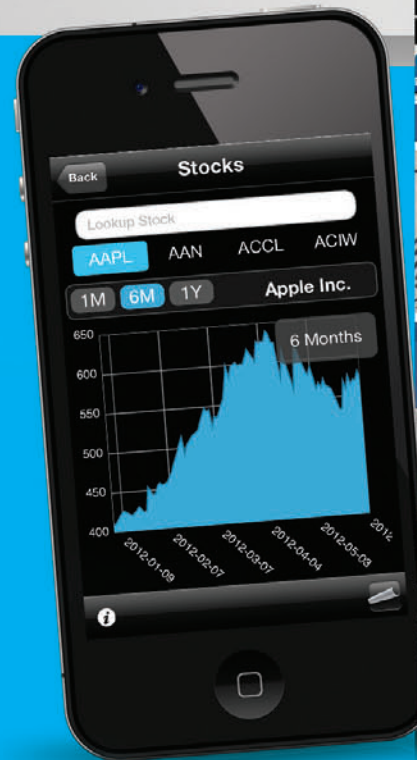 Back
Stocks
Lookup Stock
AAPL AAN ACCL ACIW
1M 6M 1Y Apple Inc.
6 Months
650
600
550
500
450
400
2012-01-09 2012-02-07 2012-03-07 2012-04-04 2012-05-03 2012
i